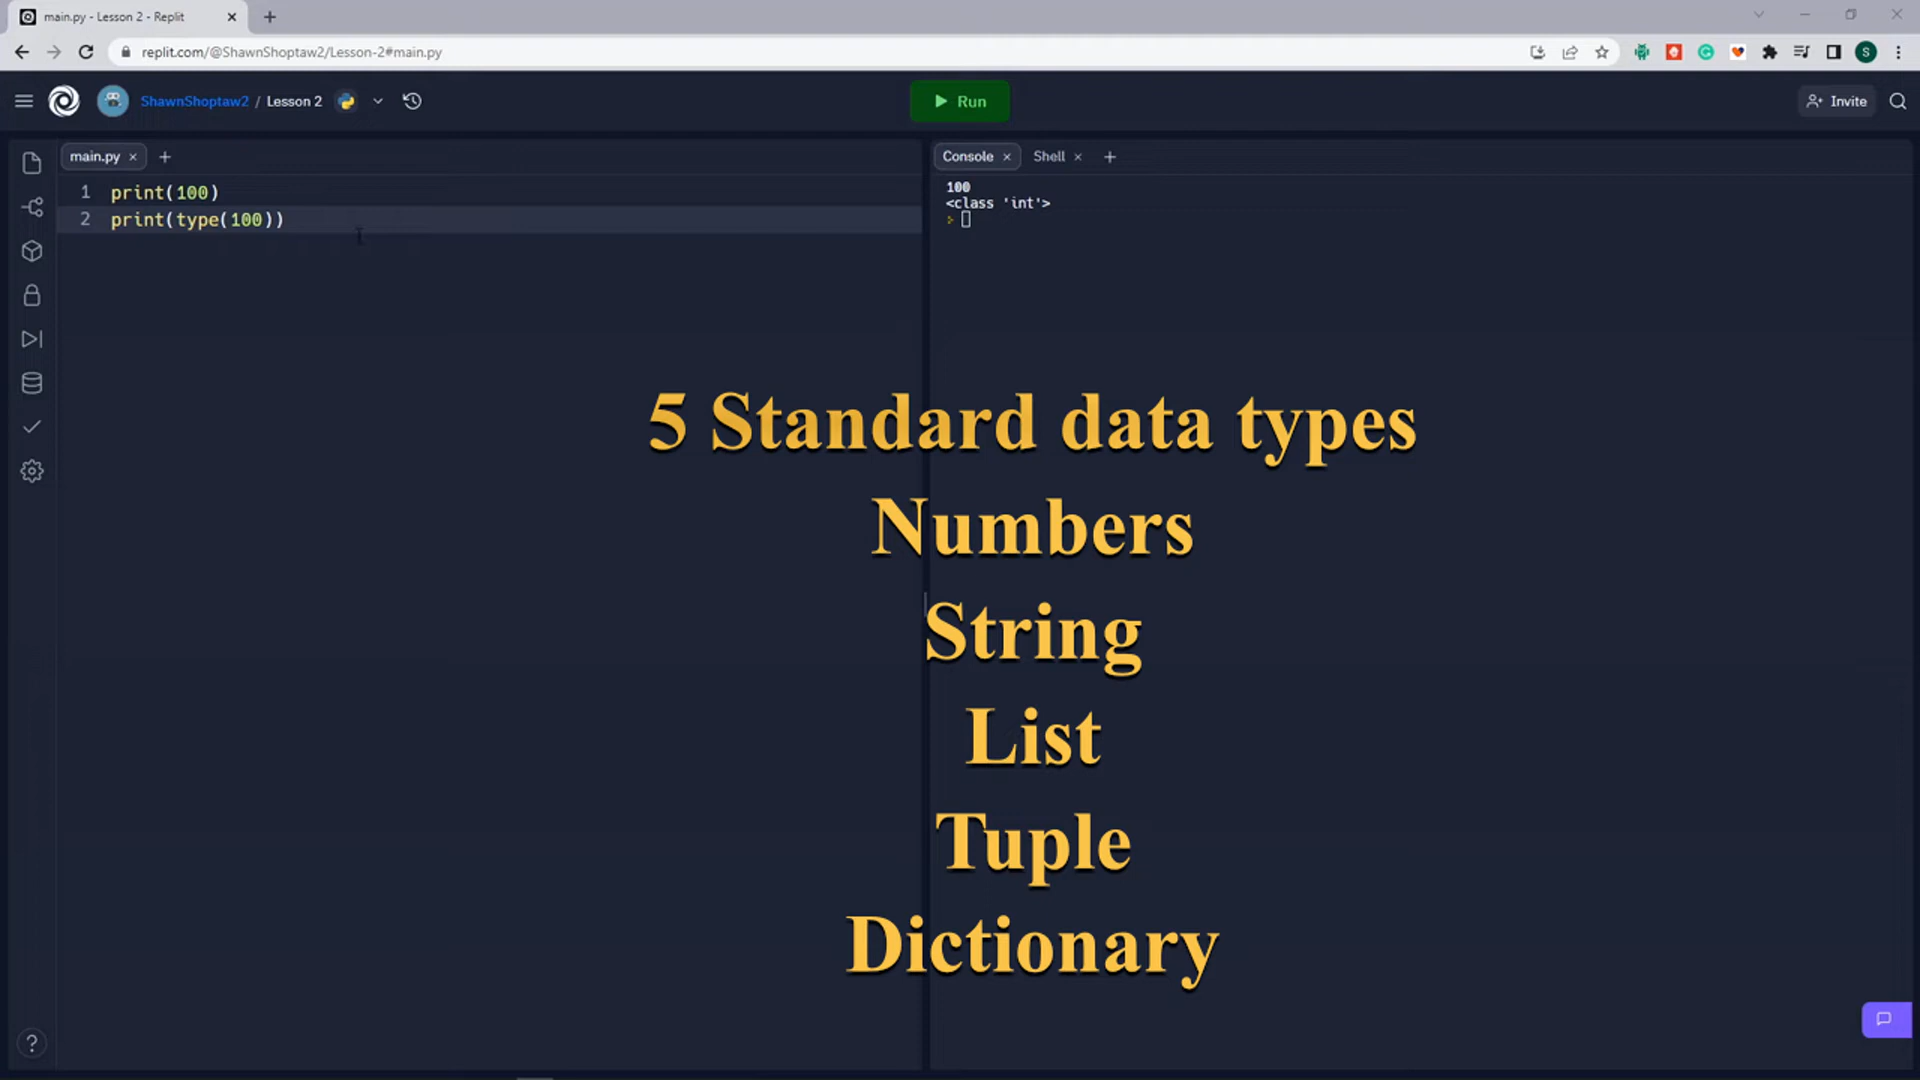 main.py - Lesson 2 - Replit
replit.com/@ShawnShoptaw2/Lesson-2#main.py
S
ShawnShoptaw2 / Lesson 2
Run
Invite
main.py
Console
Shell
1 print(100)
2 print(type(100))
100
<class 'int'>
5 Standard data types
Numbers
String
List
Tuple
Dictionary